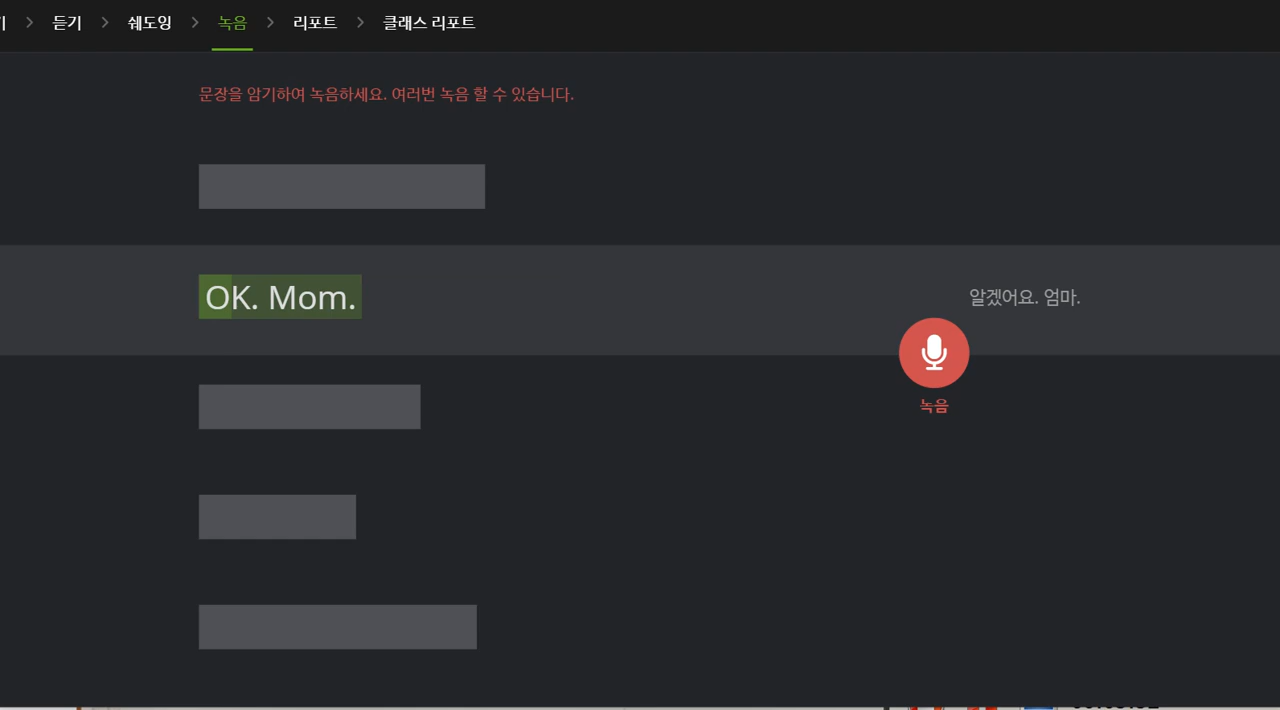 듣기 쉐도잉 녹음 리포트 클래스 리포트
문장을 암기하여 녹음하세요. 여러번 녹음 할 수 있습니다.
OK. Mom.
알겠어요. 엄마.
녹음